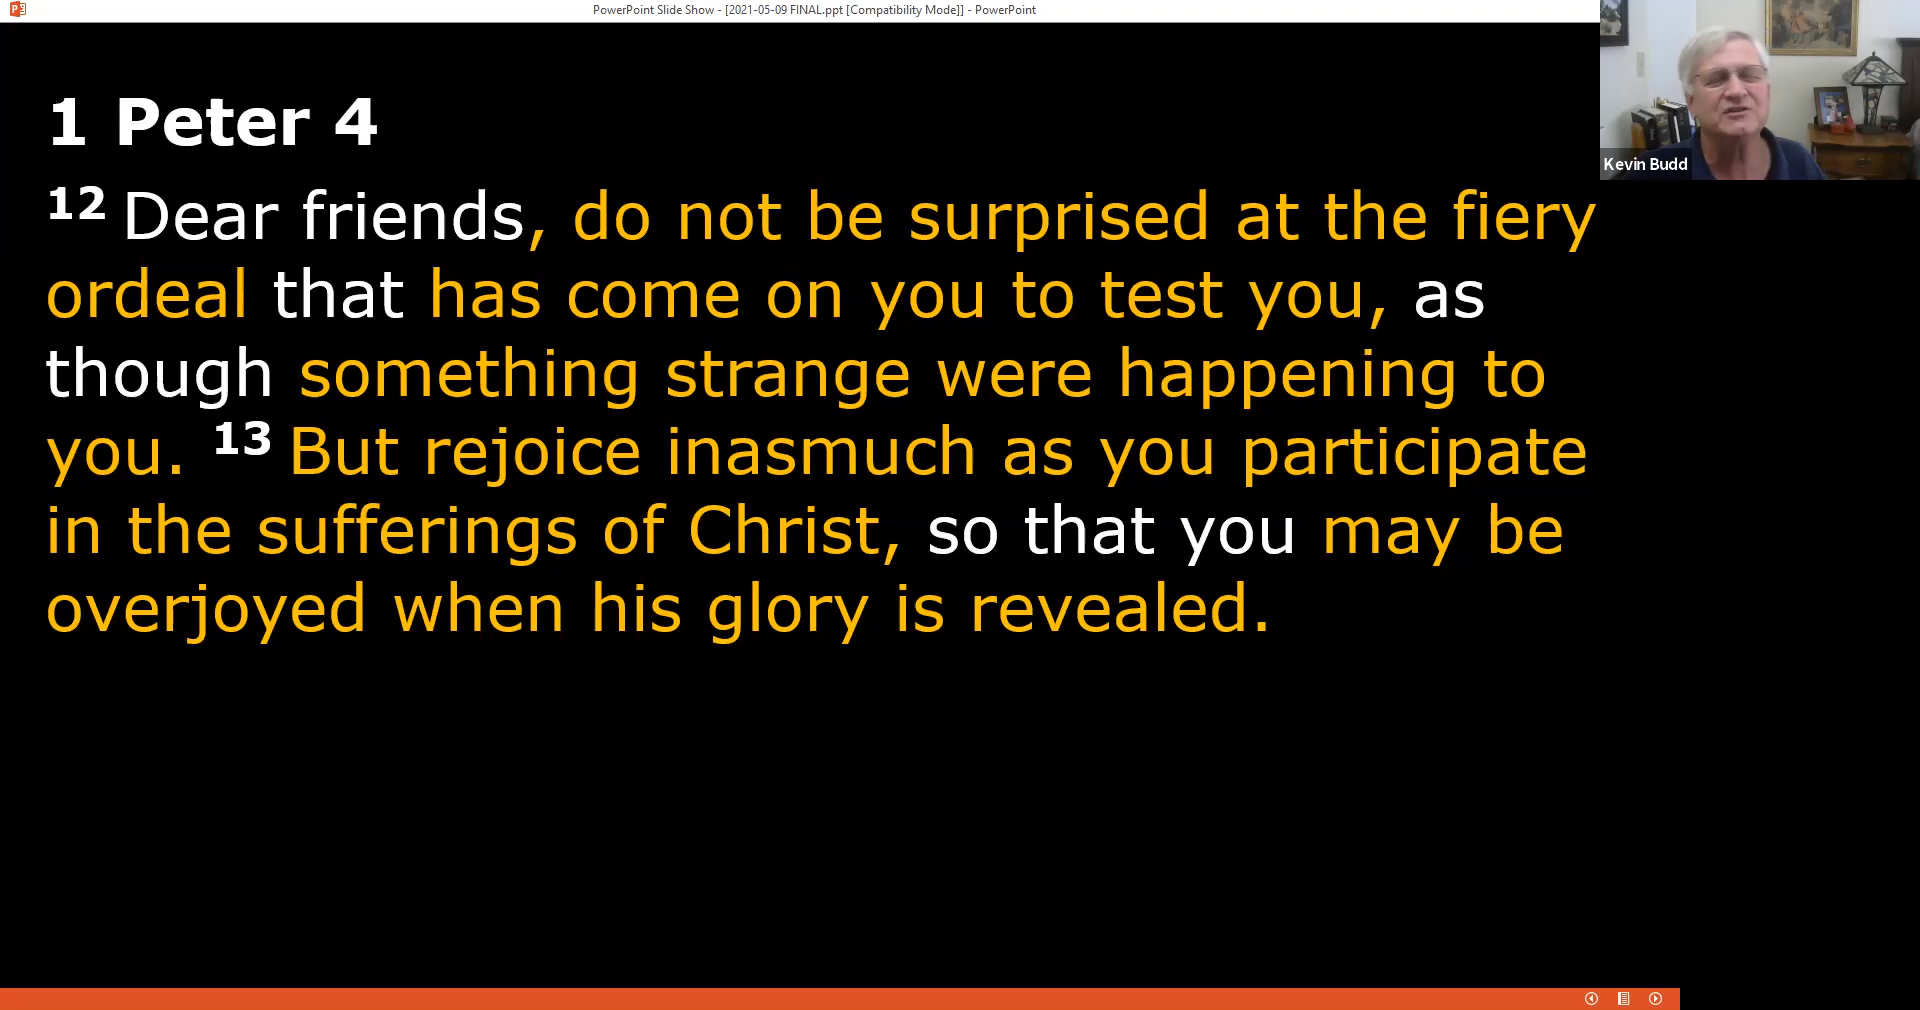 PowerPoint Slide Show - [2021-05-09 FINAL.ppt [Compatibility Mode]] - PowerPoint
Kevin Budd
1 Peter 4
12 Dear friends, do not be surprised at the fiery
ordeal that has come on you to test you, as
though something strange were happening to
you. 13 But rejoice inasmuch as you participate
in the sufferings of Christ, so that you may be
overjoyed when his glory is revealed.